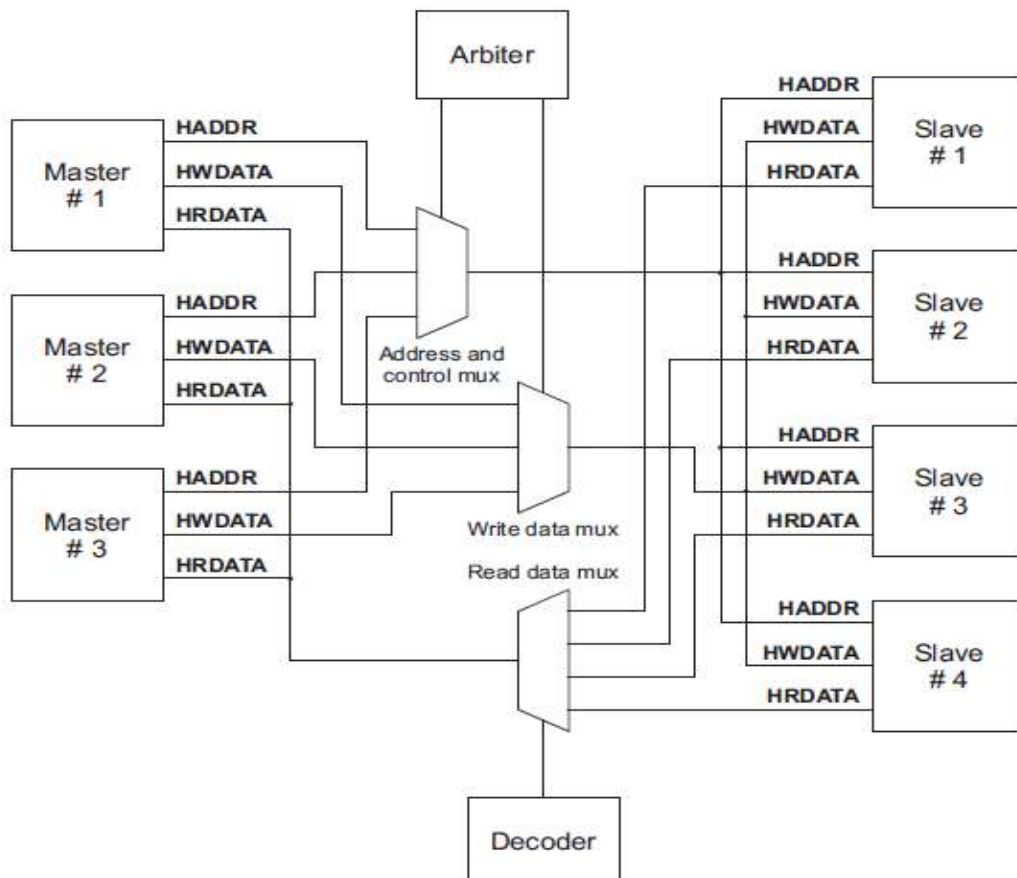 Arbiter
Master
# 1
HADDR
HWDATA
HRDATA
Master
# 2
HADDR
HWDATA
HRDATA
Master
# 3
HADDR
HWDATA
HRDATA
Address and
control mux
Write data mux
Read data mux
HADDR
HWDATA
HRDATA
Slave
# 1
HADDR
HWDATA
HRDATA
Slave
# 2
HADDR
HWDATA
HRDATA
Slave
# 3
HADDR
HWDATA
HRDATA
Slave
# 4
Decoder